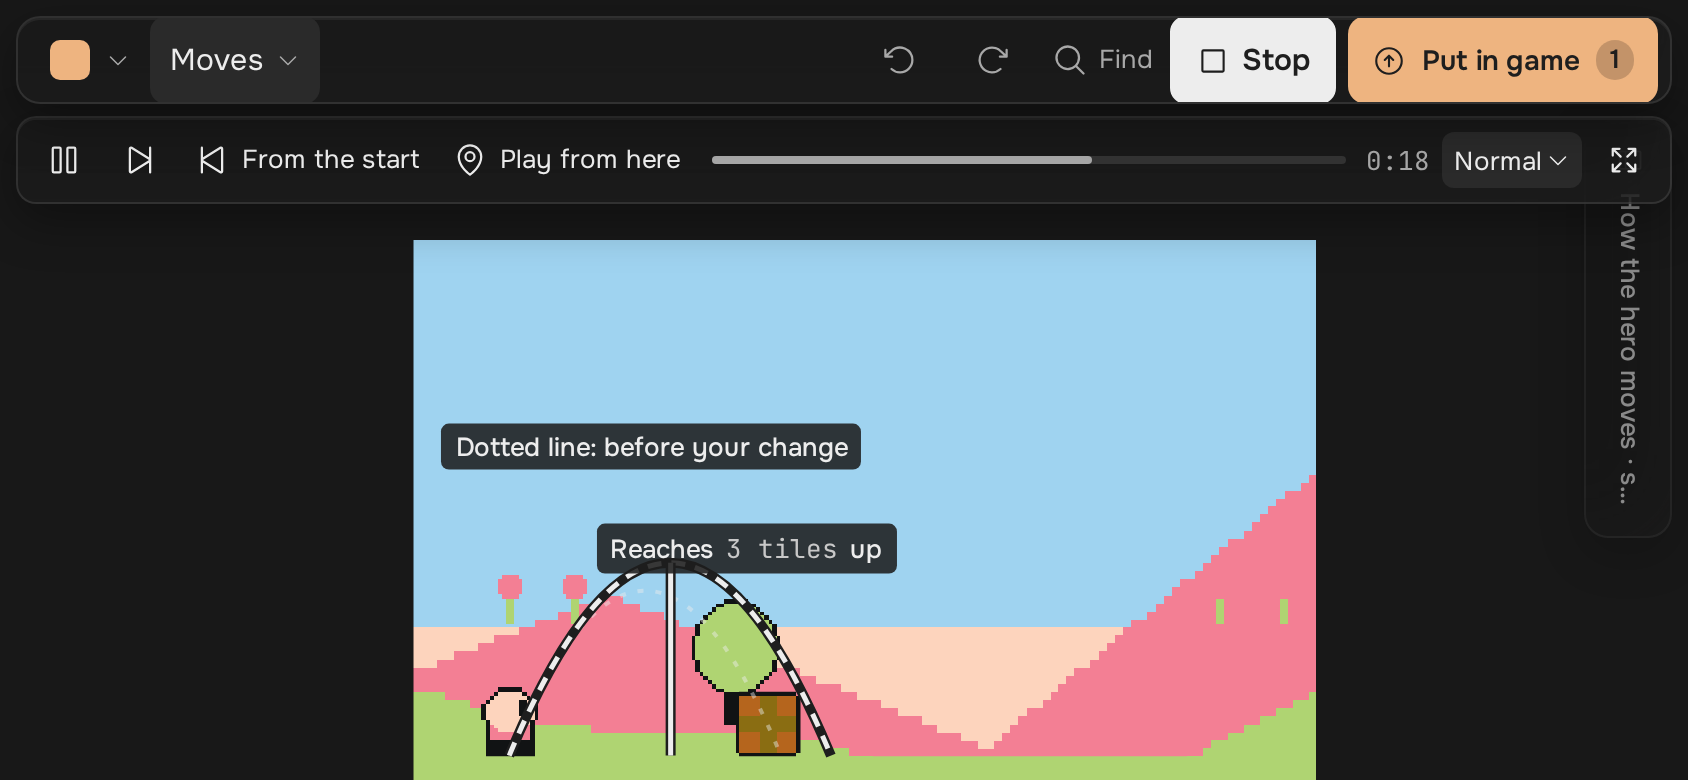 Moves
Find
Stop
Put in game 1
From the start
Play from here
0:18
Normal
How the hero moves · s...
Dotted line: before your change
Reaches 3 tiles up